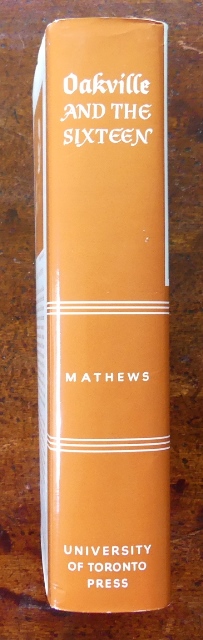 Oakville
AND THE
SIXTEEN
MATHEWS
UNIVERSITY
OF TORONTO
PRESS